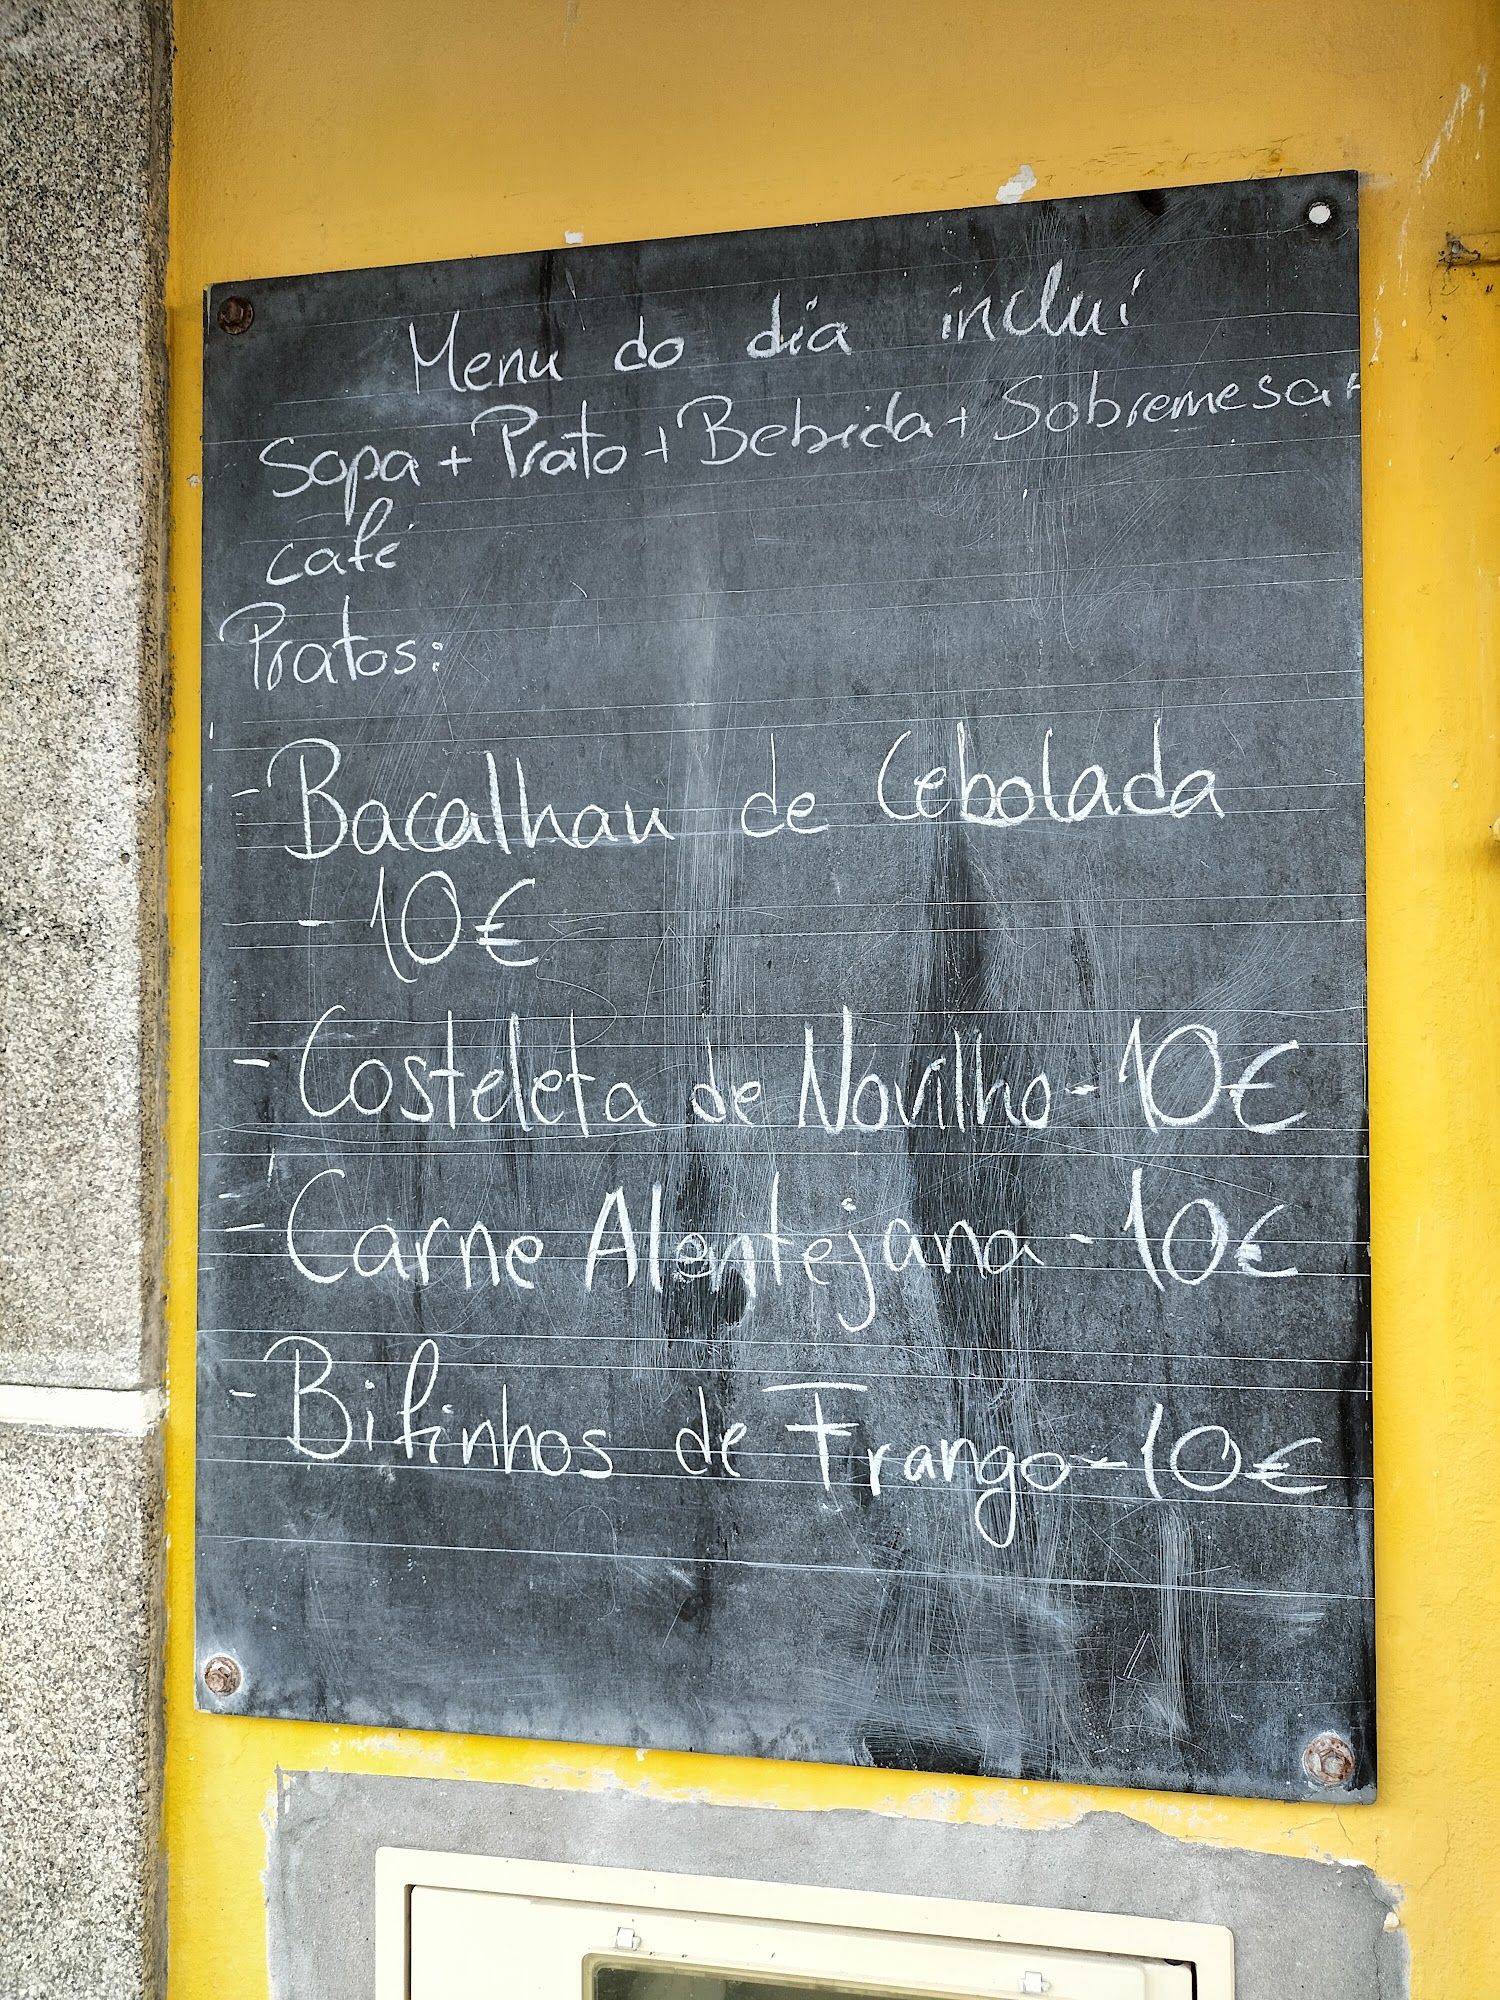 Menu do dia inclui
Sopa + Prato + Bebida + Sobremesa +
café
Pratos:
- Bacalhau de Cebolada
- 10€
- Costeleta de Novilho - 10€
- Carne Alentejana - 10€
- Bifinhos de Frango - 10€